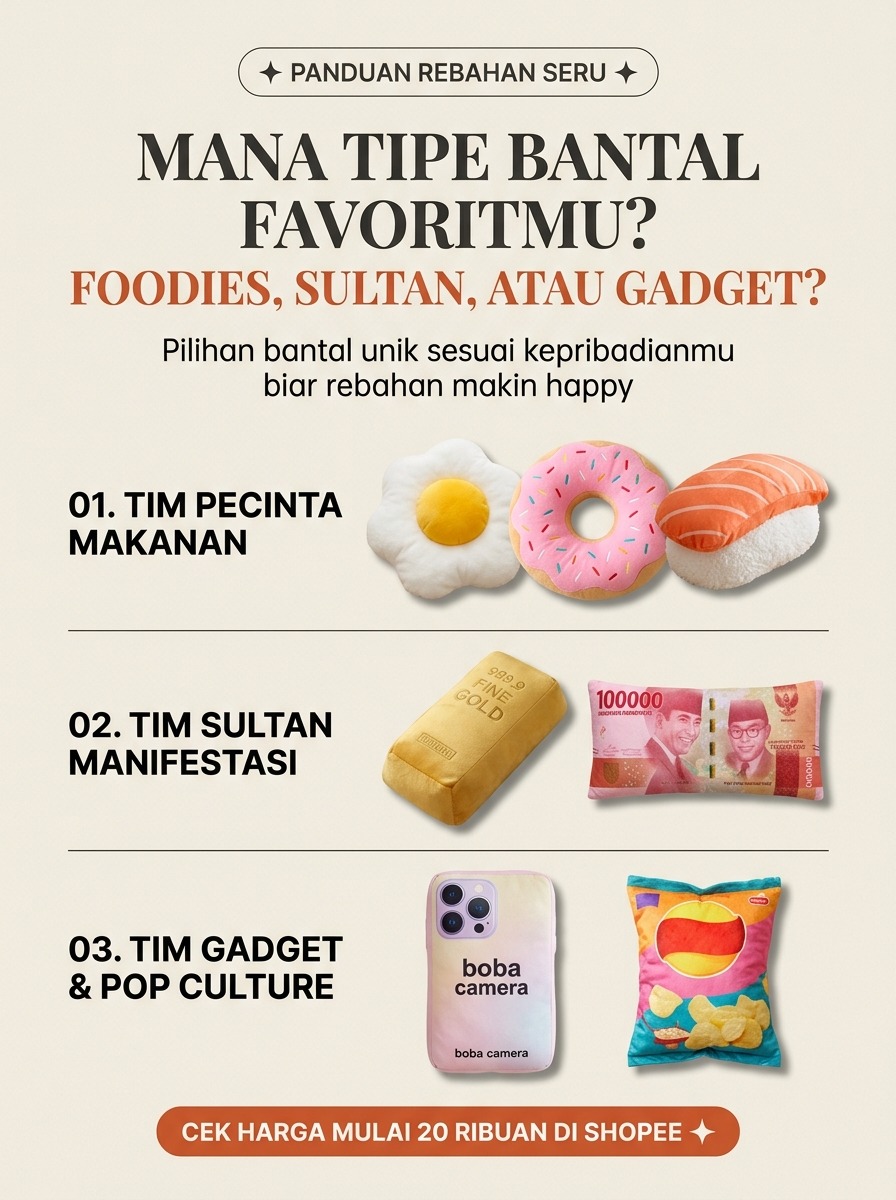 ✦ PANDUAN REBAHAN SERU ✦
MANA TIPE BANTAL
FAVORITMU?
FOODIES, SULTAN, ATAU GADGET?
Pilihan bantal unik sesuai kepribadianmu
biar rebahan makin happy
01. TIM PECINTA
MAKANAN
02. TIM SULTAN
MANIFESTASI
999.9
FINE
GOLD
100000
03. TIM GADGET
& POP CULTURE
boba
camera
boba camera
CEK HARGA MULAI 20 RIBUAN DI SHOPEE ✦